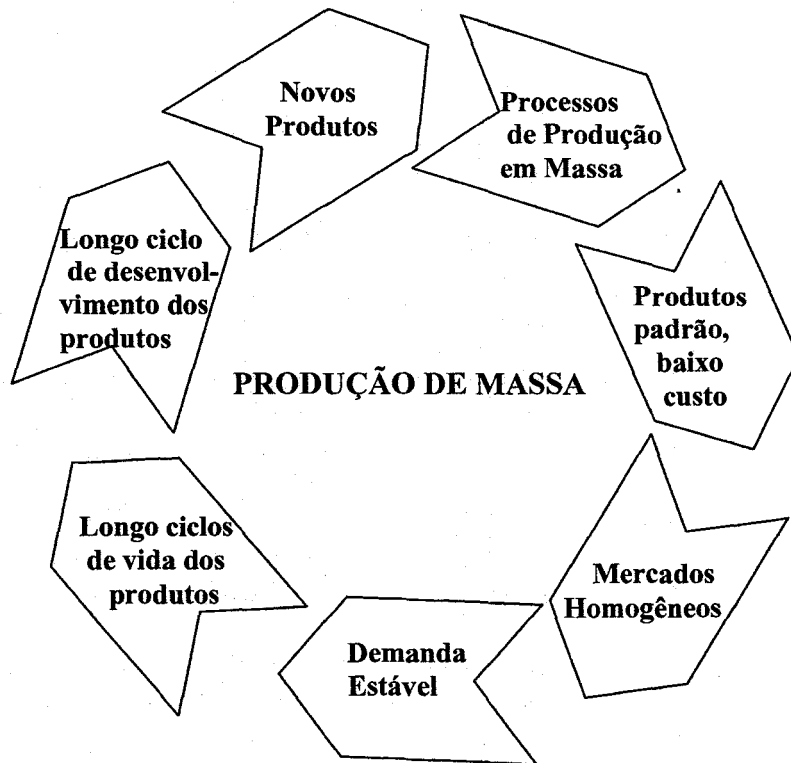 Novos
Produtos
Processos
de Produção
em Massa
Produtos
padrão,
baixo
custo
Mercados
Homogêneos
Demanda
Estável
Longo ciclos
de vida dos
produtos
Longo ciclo
de desenvol-
vimento dos
produtos
PRODUÇÃO DE MASSA